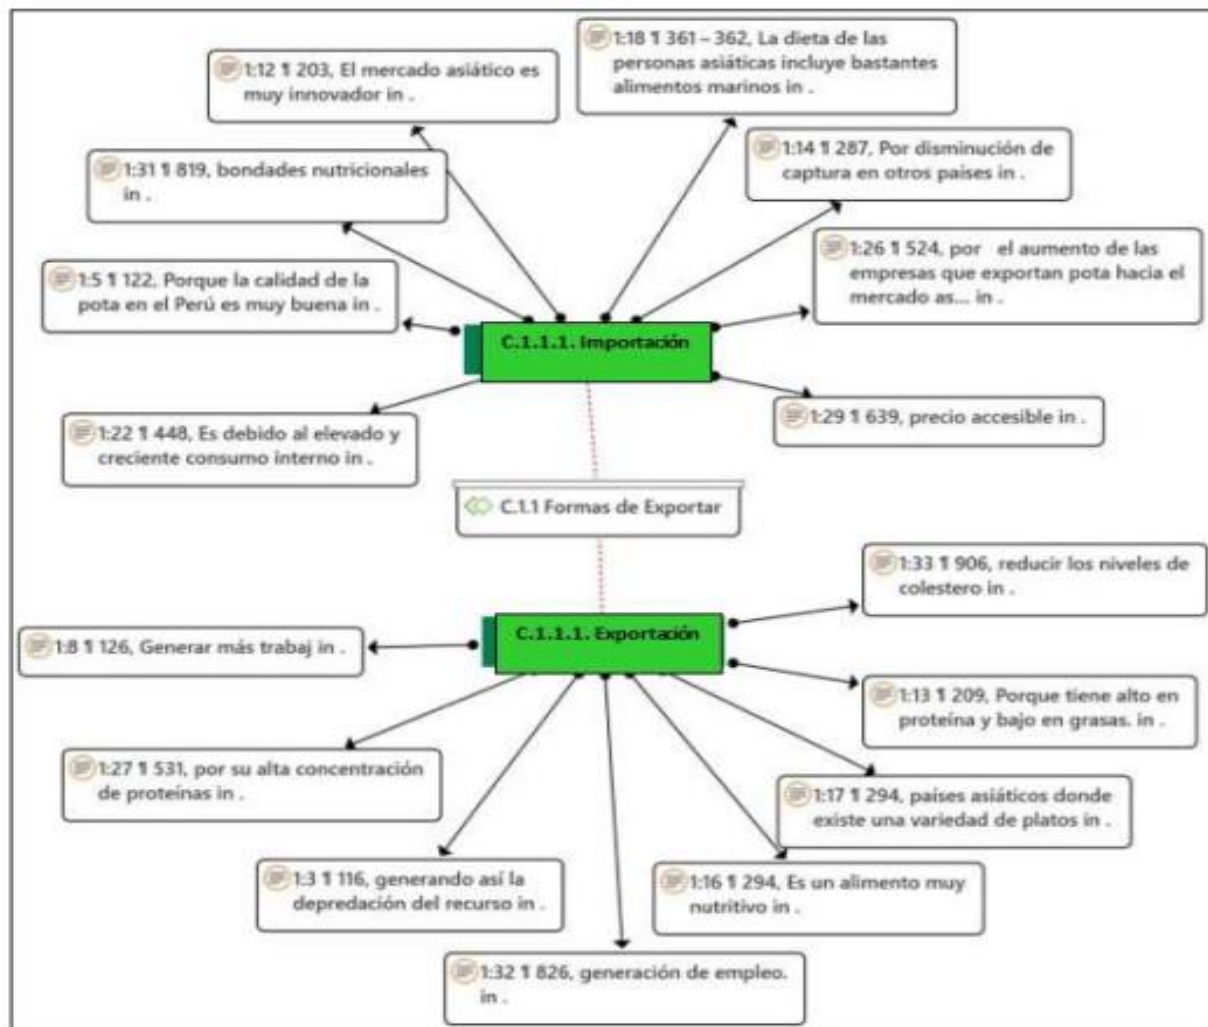 1:18 ¶ 361 – 362, La dieta de las
personas asiáticas incluye bastantes
alimentos marinos in .
1:12 ¶ 203, El mercado asiático es
muy innovador in .
1:14 ¶ 287, Por disminución de
captura en otros paises in .
1:31 ¶ 819, bondades nutricionales
in .
1:26 ¶ 524, por el aumento de las
empresas que exportan pota hacia el
mercado as... in .
1:5 ¶ 122, Porque la calidad de la
pota en el Perú es muy buena in .
C.1.1.1. Importación
1:29 ¶ 639, precio accesible in .
1:22 ¶ 448, Es debido al elevado y
creciente consumo interno in .
C.1.1 Formas de Exportar
1:33 ¶ 906, reducir los niveles de
colestero in .
C.1.1.1. Exportación
1:8 ¶ 126, Generar más trabaj in .
1:13 ¶ 209, Porque tiene alto en
proteína y bajo en grasas. in .
1:27 ¶ 531, por su alta concentración
de proteínas in .
1:17 ¶ 294, países asiáticos donde
existe una variedad de platos in .
1:3 ¶ 116, generando así la
depredación del recurso in .
1:16 ¶ 294, Es un alimento muy
nutritivo in .
1:32 ¶ 826, generación de empleo.
in .